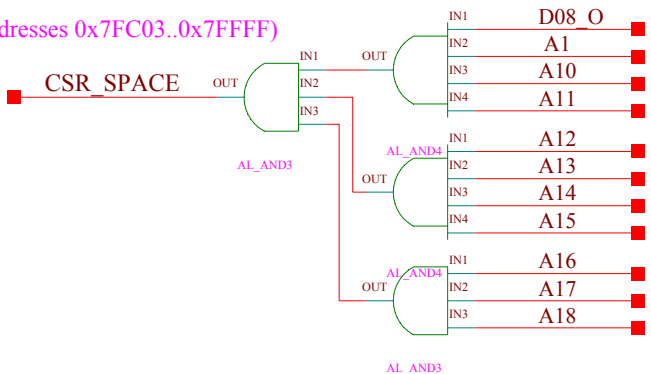 dresses 0x7FC03..0x7FFFF)
IN1 D08_O
IN2 A1
IN3 A10
IN4 A11
OUT
IN1
IN2
IN3
OUT
CSR_SPACE
AL_AND3
AL_AND4
IN1 A12
IN2 A13
IN3 A14
IN4 A15
OUT
AL_AND4
IN1 A16
IN2 A17
IN3 A18
OUT
AL_AND3